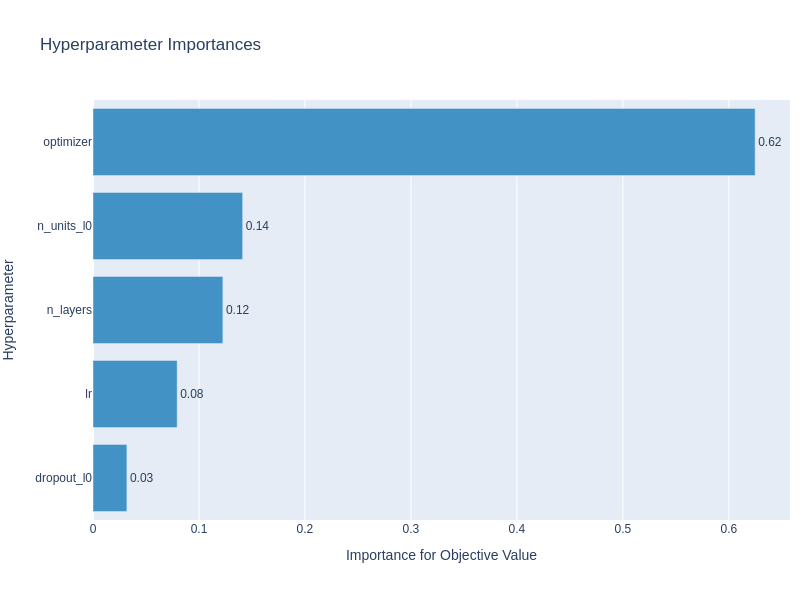 Hyperparameter Importances
Hyperparameter
optimizer 0.62
n_units_l0 0.14
n_layers 0.12
lr 0.08
dropout_l0 0.03
0 0.1 0.2 0.3 0.4 0.5 0.6
Importance for Objective Value